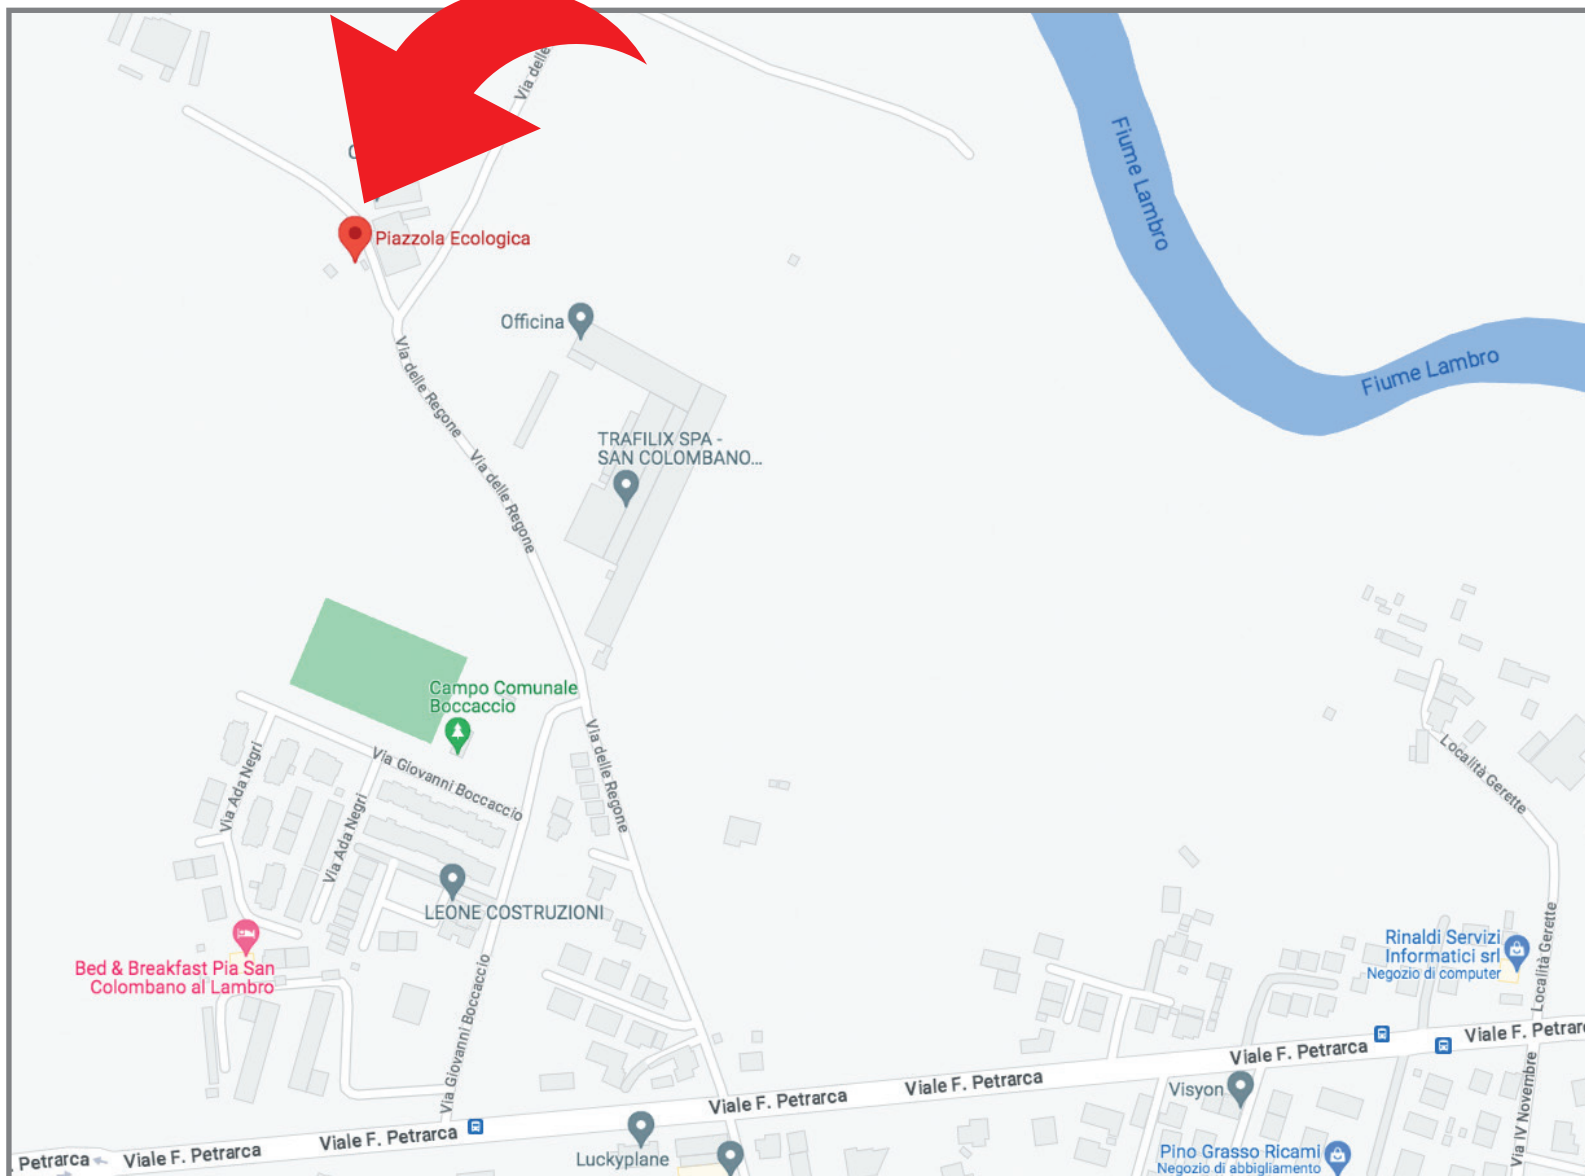 Via delle
Fiume Lambro
Piazzola Ecologica
Officina
Via delle Regone
Fiume Lambro
TRAFILIX SPA -
SAN COLOMBANO...
Via delle Regone
Campo Comunale
Boccaccio
Via delle Regone
Via Ada Negri
Via Giovanni Boccaccio
Località Gerette
Via Ada Negri
LEONE COSTRUZIONI
Bed & Breakfast Pia San
Colombano al Lambro
Rinaldi Servizi
Informatici srl
Negozio di computer
Località Gerette
Via Giovanni Boccaccio
Viale F. Petrarca
Viale F. Petrar
Viale F. Petrarca
Viale F. Petrarca
Visyon
Via IV Novembre
Viale F. Petrarca
Viale F. Petrarca
Petrarca
Luckyplane
Pino Grasso Ricami
Negozio di abbigliamento